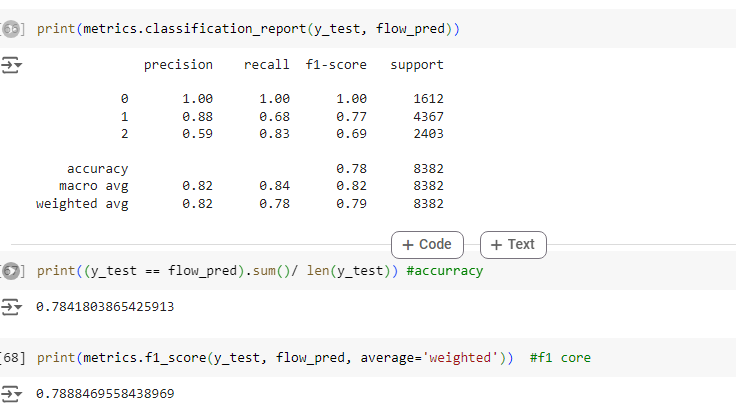 print(metrics.classification_report(y_test, flow_pred))
precision recall f1-score support
0 1.00 1.00 1.00 1612
1 0.88 0.68 0.77 4367
2 0.59 0.83 0.69 2403
accuracy 0.78 8382
macro avg 0.82 0.84 0.82 8382
weighted avg 0.82 0.78 0.79 8382
+ Code + Text
print((y_test == flow_pred).sum()/ len(y_test)) #accurracy
0.7841803865425913
68] print(metrics.f1_score(y_test, flow_pred, average='weighted')) #f1 core
0.7888469558438969